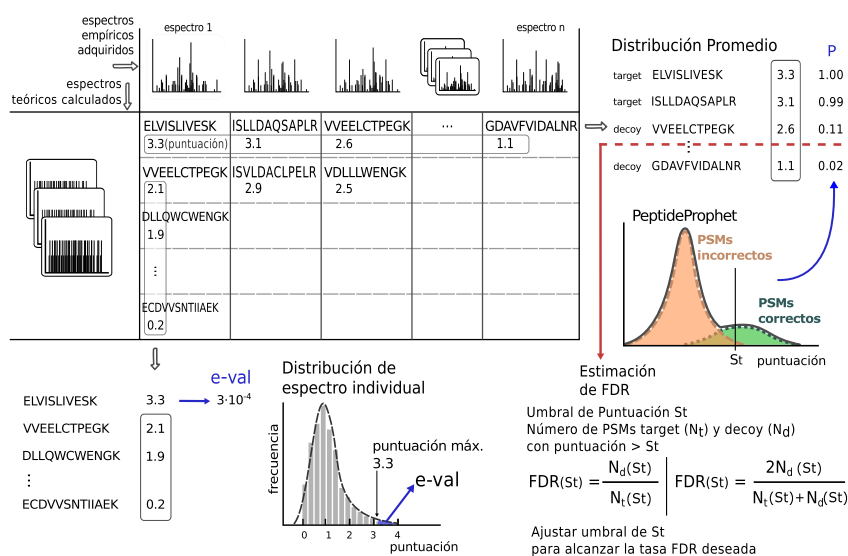 espectros
empíricos
adquiridos
espectro 1
espectro n
espectros
teóricos calculados
ELVISLIVESK ISLLDAQSAPLR VVEELCTPEGK ... GDAVFVIDALNR
3.3(puntuación) 3.1 2.6 1.1
VVEELCTPEGK ISVLDACLPELR VDLLLWENGK
2.1 2.9 2.5
DLLQWCWENGK
1.9
⋮
ECDVVSNTIIAEK
0.2
Distribución Promedio P
target ELVISLIVESK 3.3 1.00
target ISLLDAQSAPLR 3.1 0.99
decoy VVEELCTPEGK 2.6 0.11
⋮
decoy GDAVFVIDALNR 1.1 0.02
PeptideProphet
PSMs
incorrectos
PSMs
correctos
St puntuación
Estimación
de FDR
Umbral de Puntuación St
Número de PSMs target (Nt) y decoy (Nd)
con puntuación > St
FDR(St) = Nd(St) / Nt(St) | FDR(St) = 2Nd (St) / Nt(St)+Nd(St)
Ajustar umbral de St
para alcanzar la tasa FDR deseada
e-val
ELVISLIVESK 3.3 3·10-4
VVEELCTPEGK 2.1
DLLQWCWENGK 1.9
⋮
ECDVVSNTIIAEK 0.2
Distribución de
espectro individual
frecuencia
puntuación máx.
3.3
e-val
0 1 2 3 4
puntuación